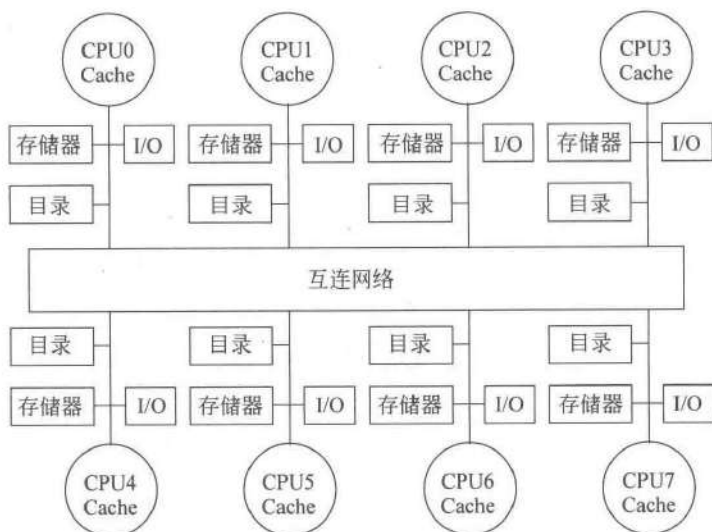 CPU0
Cache
CPU1
Cache
CPU2
Cache
CPU3
Cache
存储器
I/O
存储器
I/O
存储器
I/O
存储器
I/O
目录
目录
目录
目录
互连网络
目录
目录
目录
目录
存储器
I/O
存储器
I/O
存储器
I/O
存储器
I/O
CPU4
Cache
CPU5
Cache
CPU6
Cache
CPU7
Cache